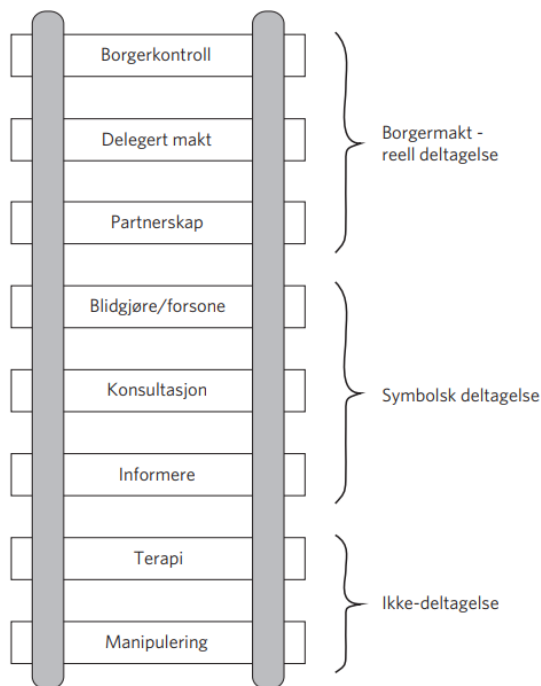 Borgerkontroll
Delegert makt
Partnerskap
Borgermakt -
reell deltagelse
Blidgjøre/forsone
Konsultasjon
Informere
Symbolsk deltagelse
Terapi
Manipulering
Ikke-deltagelse